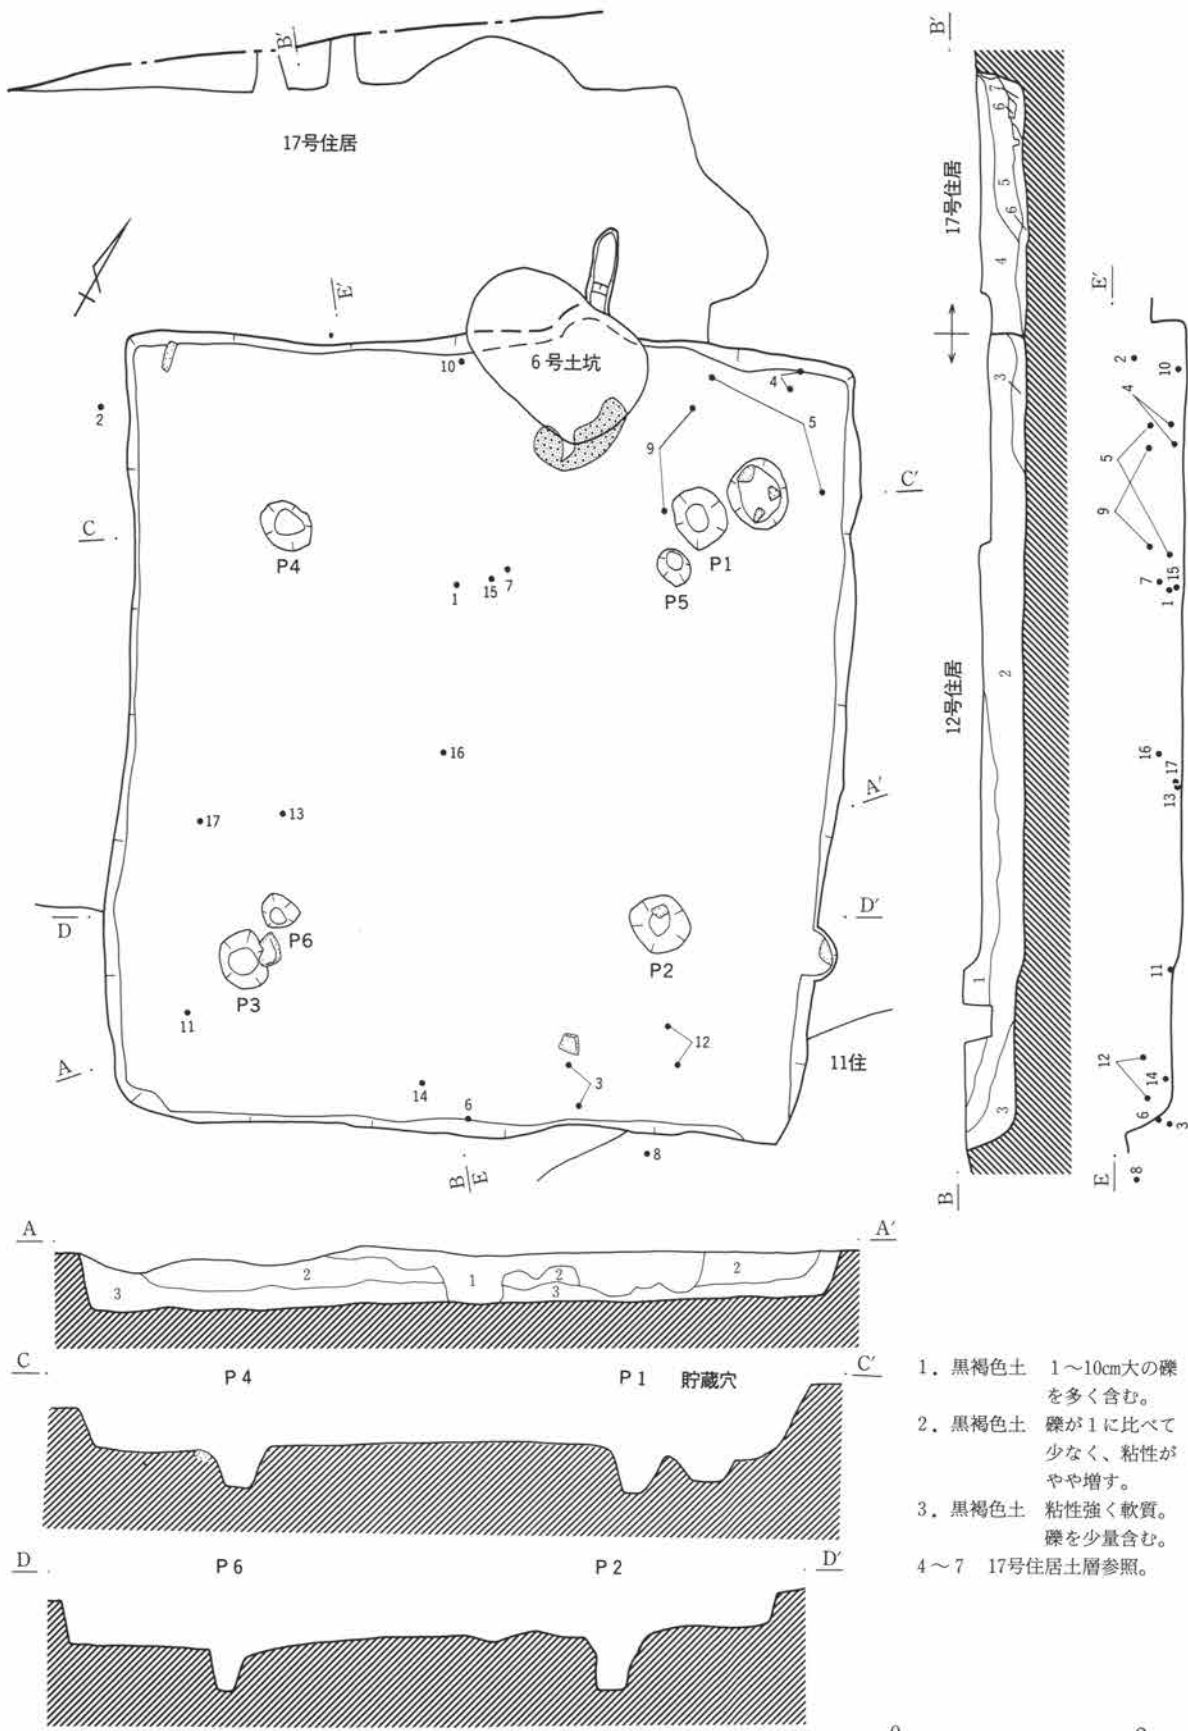 B′
17号住居
E′
6号土坑
10
4
2
5
9
C
C′
P4
P1
P5
1
15
7
16
A′
17
13
D
D′
P6
P2
P3
11
12
A
11住
3
14
6
8
B
E
B′
17号住居
7
6
5
6
4
3
12号住居
2
1
3
B
E′
2
10
4
5
9
15
7
1
16
17
13
11
12
14
6
3
E
8
A
A′
2
1
2
3
2
3
C
P4
P1
貯蔵穴
C′
D
P6
P2
D′
1. 黒褐色土 1～10cm大の礫
を多く含む。
2. 黒褐色土 礫が1に比べて
少なく、粘性が
やや増す。
3. 黒褐色土 粘性強く軟質。
礫を少量含む。
4～7 17号住居土層参照。